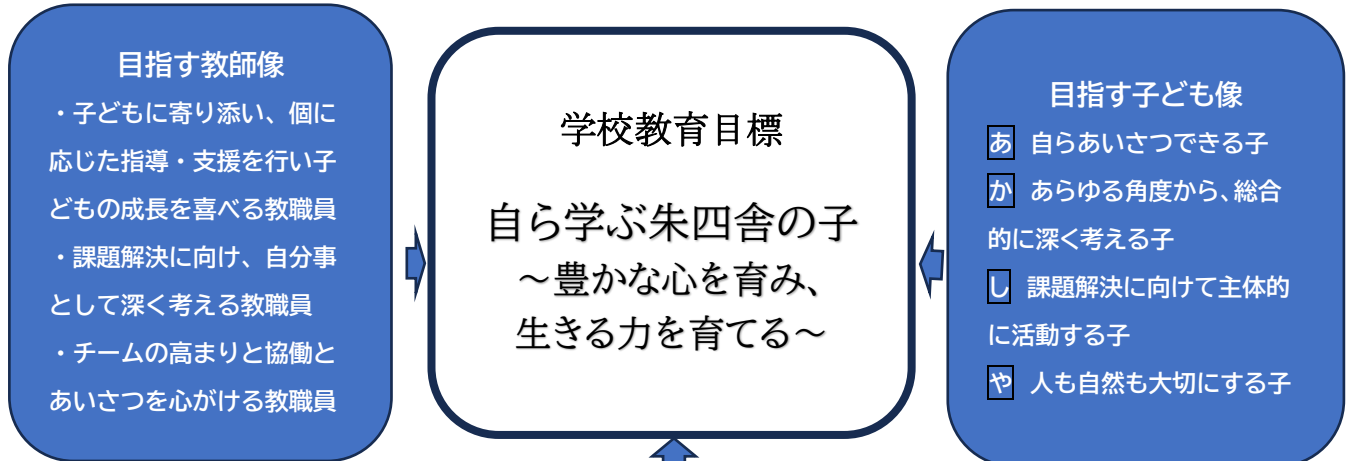 目指す教師像
・子どもに寄り添い、個に
応じた指導・支援を行い子
どもの成長を喜べる教職員
・課題解決に向け、自分事
として深く考える教職員
・チームの高まりと協働と
あいさつを心がける教職員
学校教育目標
自ら学ぶ朱四舎の子
～豊かな心を育み、
生きる力を育てる～
目指す子ども像
あ 自らあいさつできる子
か あらゆる角度から、総合
的に深く考える子
し 課題解決に向けて主体的
に活動する子
や 人も自然も大切にする子